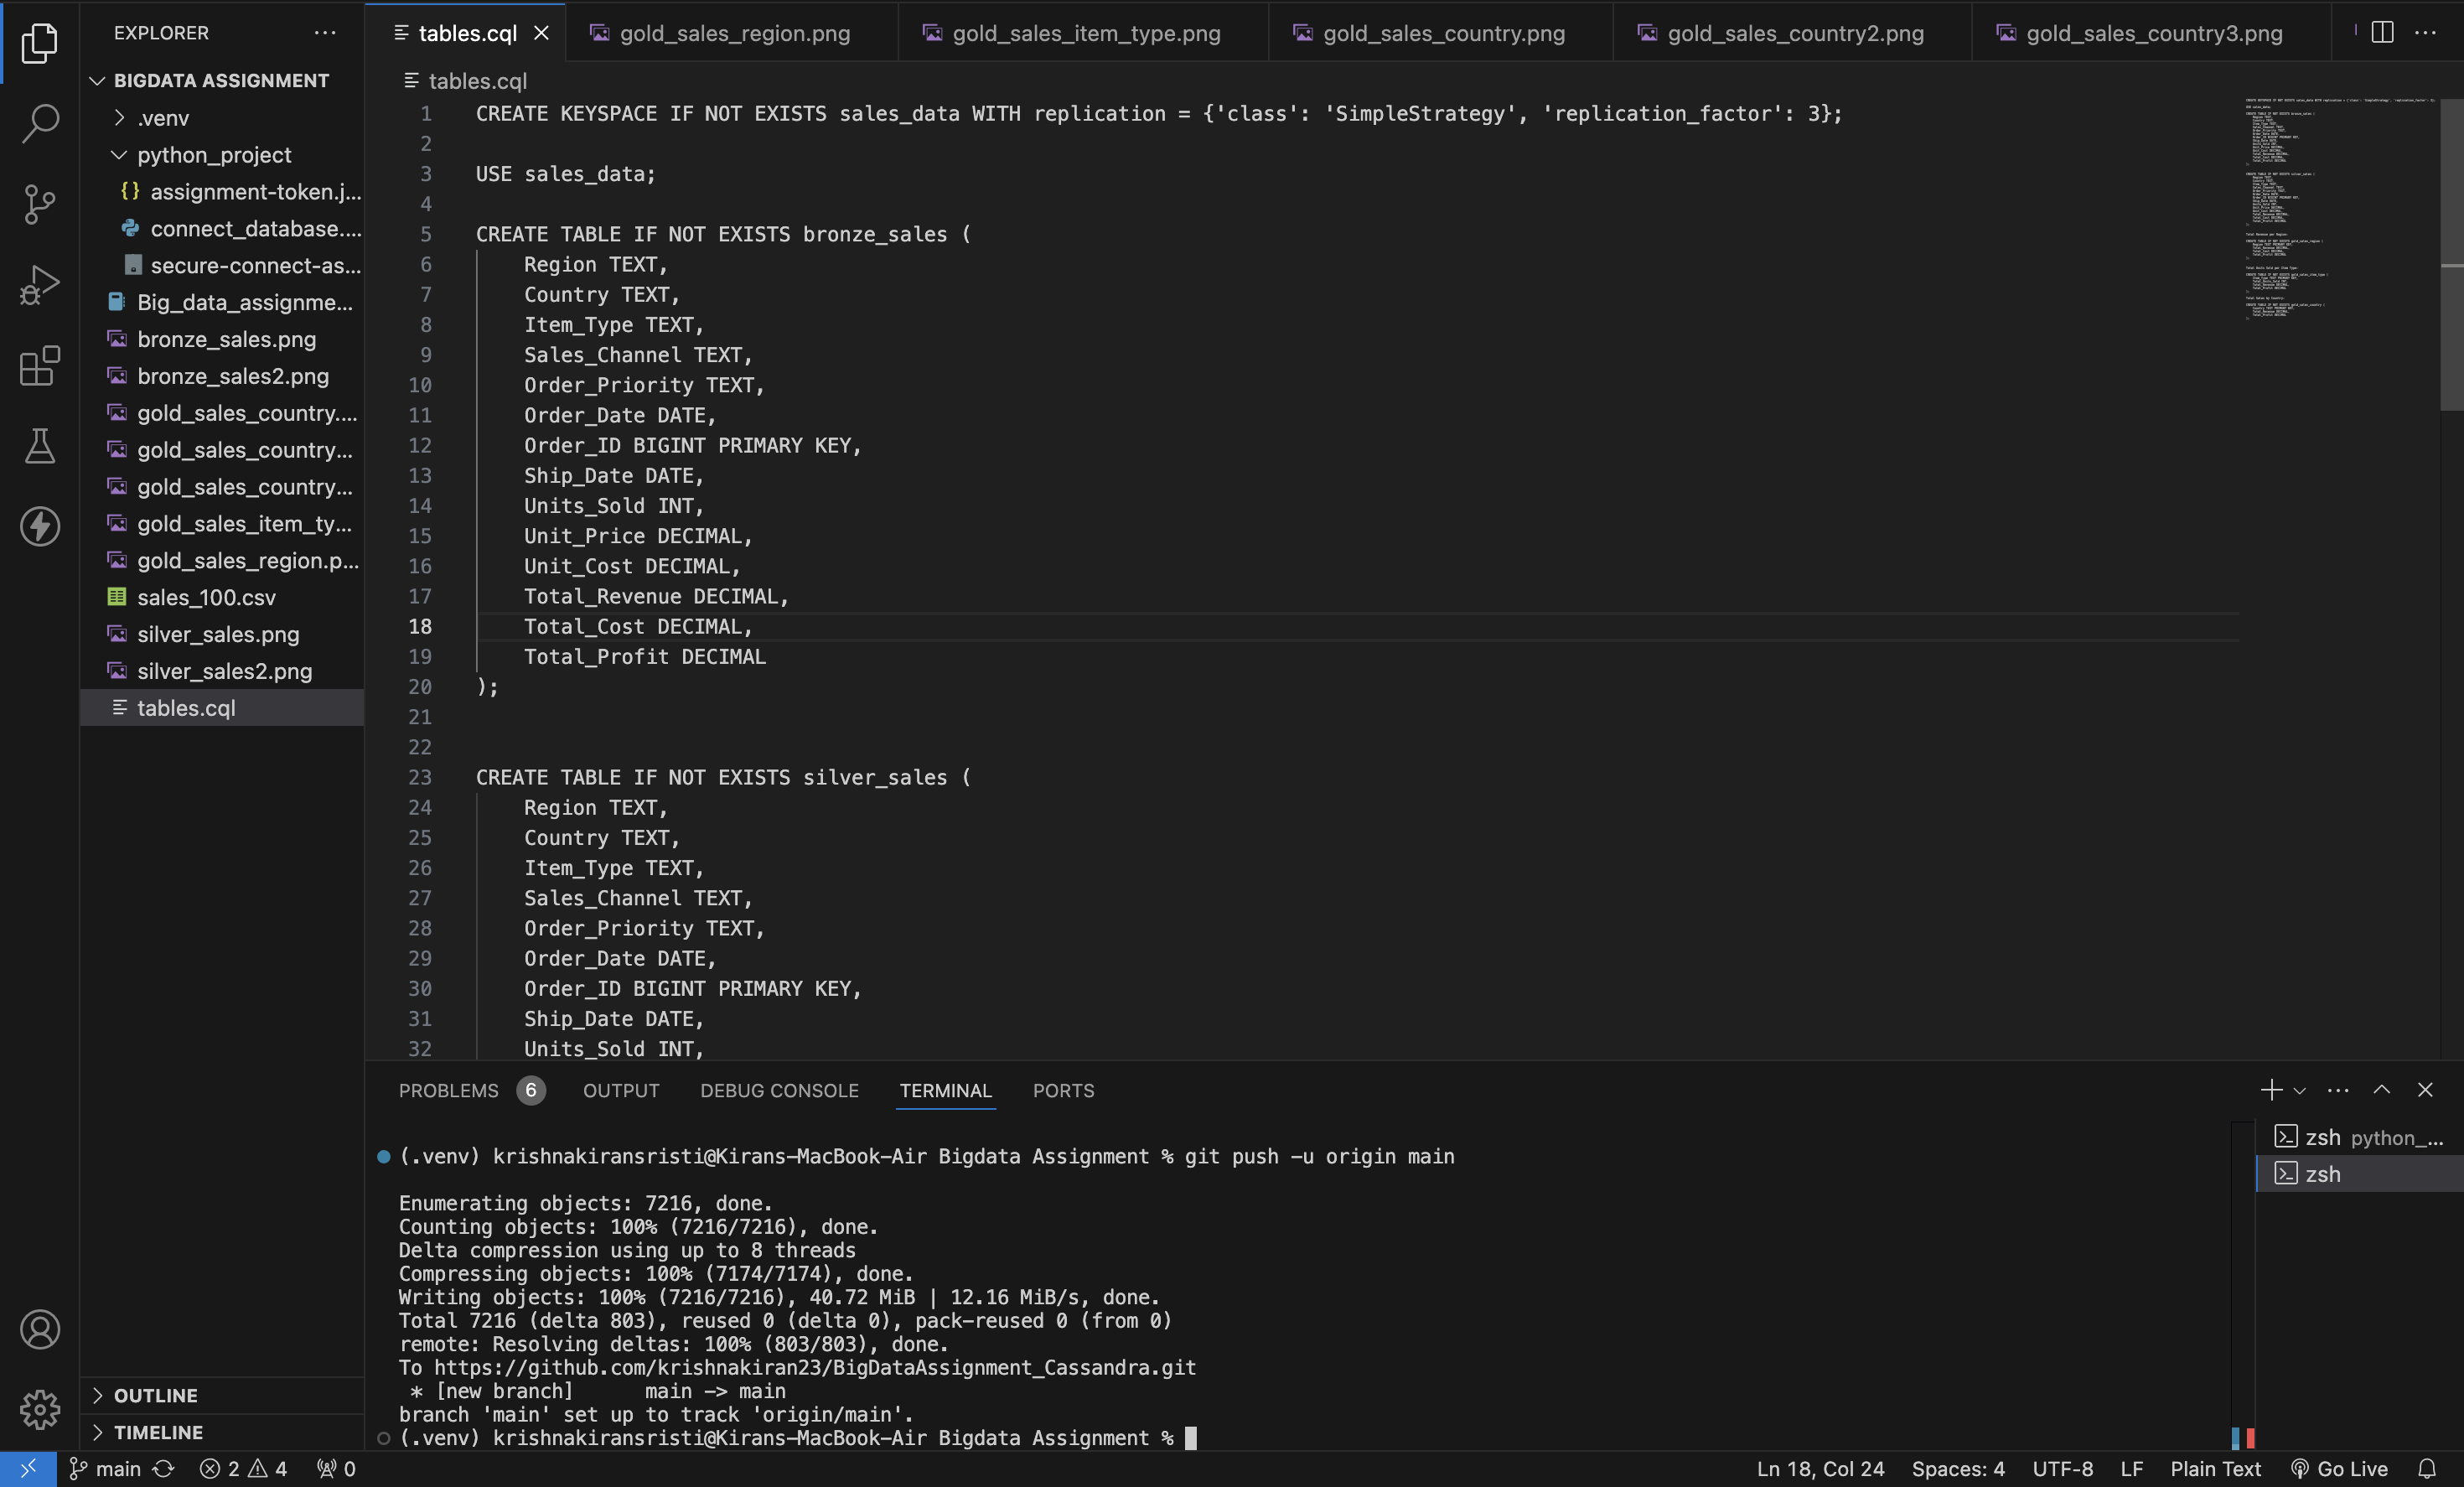 EXPLORER
BIGDATA ASSIGNMENT
.venv
python_project
assignment-token.j...
connect_database....
secure-connect-as...
Big_data_assignme...
bronze_sales.png
bronze_sales2.png
gold_sales_country....
gold_sales_country...
gold_sales_country...
gold_sales_item_ty...
gold_sales_region.p...
sales_100.csv
silver_sales.png
silver_sales2.png
tables.cql
OUTLINE
TIMELINE
tables.cql
gold_sales_region.png
gold_sales_item_type.png
gold_sales_country.png
gold_sales_country2.png
gold_sales_country3.png
tables.cql
1 CREATE KEYSPACE IF NOT EXISTS sales_data WITH replication = {'class': 'SimpleStrategy', 'replication_factor': 3};
2
3 USE sales_data;
4
5 CREATE TABLE IF NOT EXISTS bronze_sales (
6 Region TEXT,
7 Country TEXT,
8 Item_Type TEXT,
9 Sales_Channel TEXT,
10 Order_Priority TEXT,
11 Order_Date DATE,
12 Order_ID BIGINT PRIMARY KEY,
13 Ship_Date DATE,
14 Units_Sold INT,
15 Unit_Price DECIMAL,
16 Unit_Cost DECIMAL,
17 Total_Revenue DECIMAL,
18 Total_Cost DECIMAL,
19 Total_Profit DECIMAL
20 );
21
22
23 CREATE TABLE IF NOT EXISTS silver_sales (
24 Region TEXT,
25 Country TEXT,
26 Item_Type TEXT,
27 Sales_Channel TEXT,
28 Order_Priority TEXT,
29 Order_Date DATE,
30 Order_ID BIGINT PRIMARY KEY,
31 Ship_Date DATE,
32 Units_Sold INT,
PROBLEMS 6 OUTPUT DEBUG CONSOLE TERMINAL PORTS
(.venv) krishnakiransristi@Kirans-MacBook-Air Bigdata Assignment % git push -u origin main
Enumerating objects: 7216, done.
Counting objects: 100% (7216/7216), done.
Delta compression using up to 8 threads
Compressing objects: 100% (7174/7174), done.
Writing objects: 100% (7216/7216), 40.72 MiB | 12.16 MiB/s, done.
Total 7216 (delta 803), reused 0 (delta 0), pack-reused 0 (from 0)
remote: Resolving deltas: 100% (803/803), done.
To https://github.com/krishnakiran23/BigDataAssignment_Cassandra.git
* [new branch] main -> main
branch 'main' set up to track 'origin/main'.
(.venv) krishnakiransristi@Kirans-MacBook-Air Bigdata Assignment %
zsh python_...
zsh
main 2 4 0
Ln 18, Col 24 Spaces: 4 UTF-8 LF Plain Text Go Live